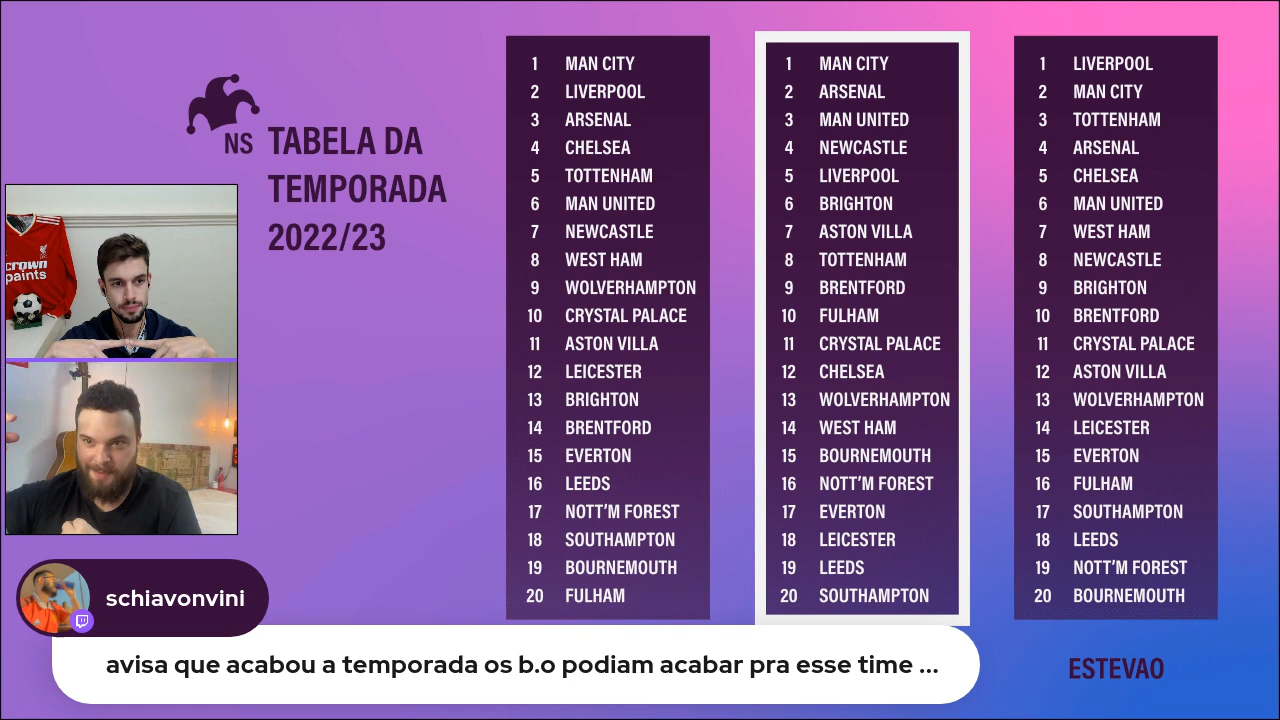 NS
TABELA DA
TEMPORADA
2022/23
1 MAN CITY
2 LIVERPOOL
3 ARSENAL
4 CHELSEA
5 TOTTENHAM
6 MAN UNITED
7 NEWCASTLE
8 WEST HAM
9 WOLVERHAMPTON
10 CRYSTAL PALACE
11 ASTON VILLA
12 LEICESTER
13 BRIGHTON
14 BRENTFORD
15 EVERTON
16 LEEDS
17 NOTT'M FOREST
18 SOUTHAMPTON
19 BOURNEMOUTH
20 FULHAM
1 MAN CITY
2 ARSENAL
3 MAN UNITED
4 NEWCASTLE
5 LIVERPOOL
6 BRIGHTON
7 ASTON VILLA
8 TOTTENHAM
9 BRENTFORD
10 FULHAM
11 CRYSTAL PALACE
12 CHELSEA
13 WOLVERHAMPTON
14 WEST HAM
15 BOURNEMOUTH
16 NOTT'M FOREST
17 EVERTON
18 LEICESTER
19 LEEDS
20 SOUTHAMPTON
1 LIVERPOOL
2 MAN CITY
3 TOTTENHAM
4 ARSENAL
5 CHELSEA
6 MAN UNITED
7 WEST HAM
8 NEWCASTLE
9 BRIGHTON
10 BRENTFORD
11 CRYSTAL PALACE
12 ASTON VILLA
13 WOLVERHAMPTON
14 LEICESTER
15 EVERTON
16 FULHAM
17 SOUTHAMPTON
18 LEEDS
19 NOTT'M FOREST
20 BOURNEMOUTH
ESTEVAO
crown
paints
schiavonvini
avisa que acabou a temporada os b.o podiam acabar pra esse time ...